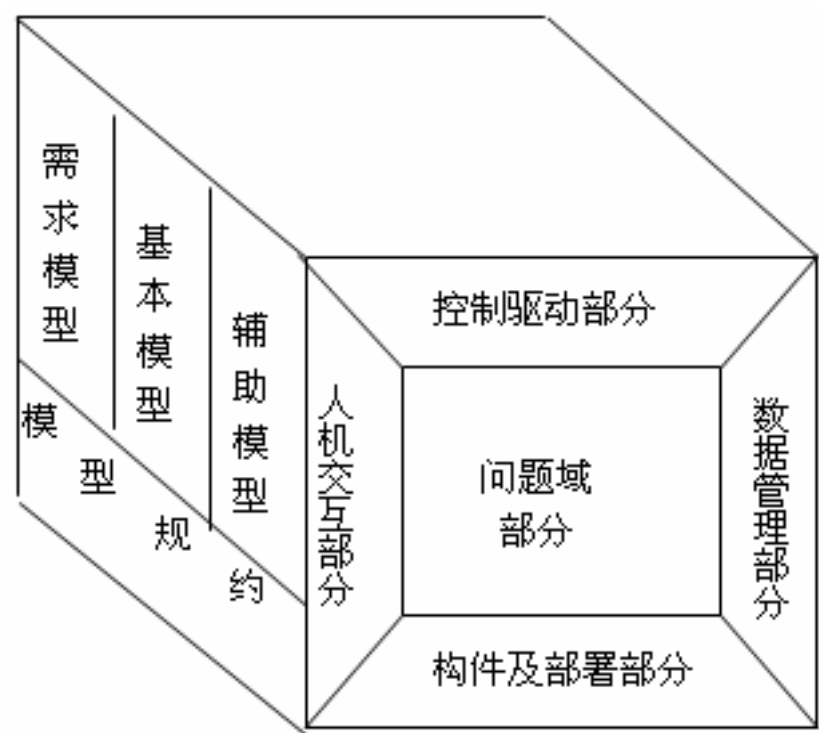 需求模型
基本模型
辅助模型
模型规约
控制驱动部分
人机交互部分
问题域
部分
数据管理部分
构件及部署部分